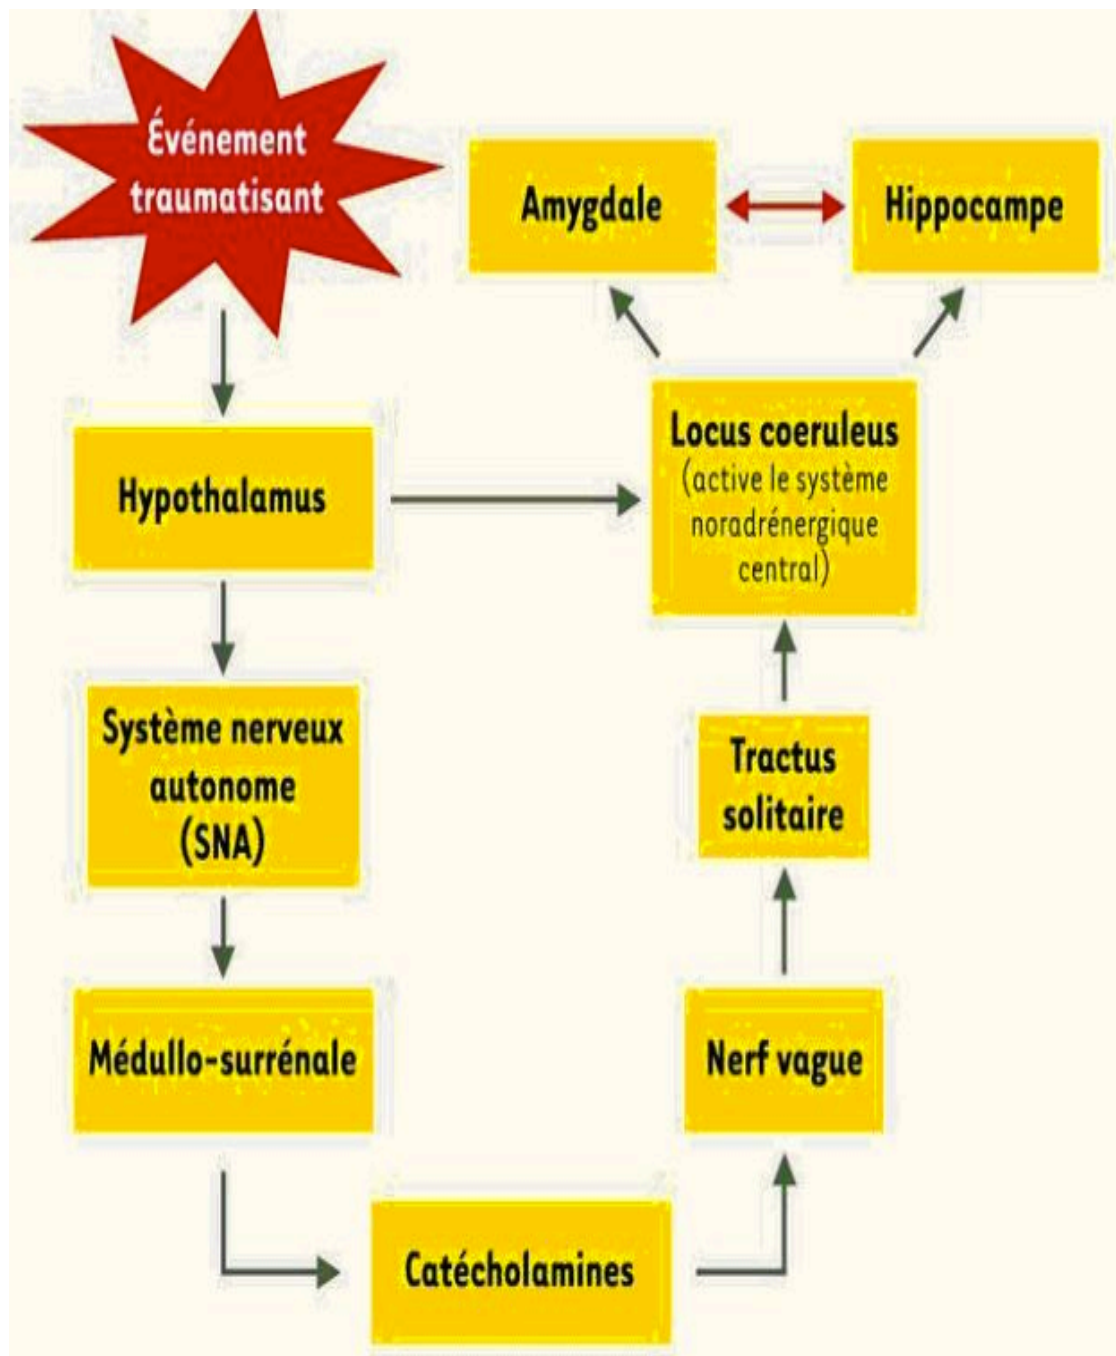 Événement
traumatisant
Amygdale
Hippocampe
Hypothalamus
Locus coeruleus
(active le système
noradrénergique
central)
Système nerveux
autonome
(SNA)
Tractus
solitaire
Médullo-surrénale
Nerf vague
Catécholamines